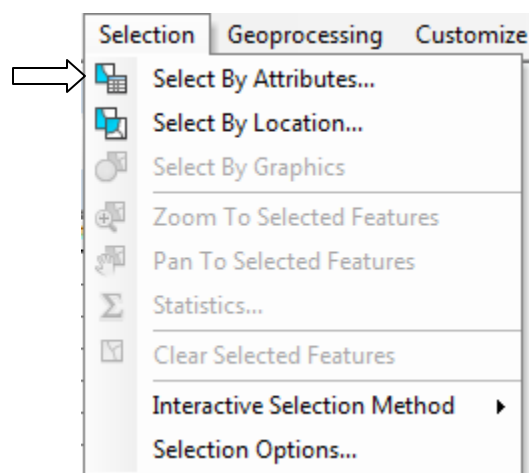 Selection Geoprocessing Customize
Select By Attributes...
Select By Location...
Select By Graphics
Zoom To Selected Features
Pan To Selected Features
Statistics...
Clear Selected Features
Interactive Selection Method
Selection Options...